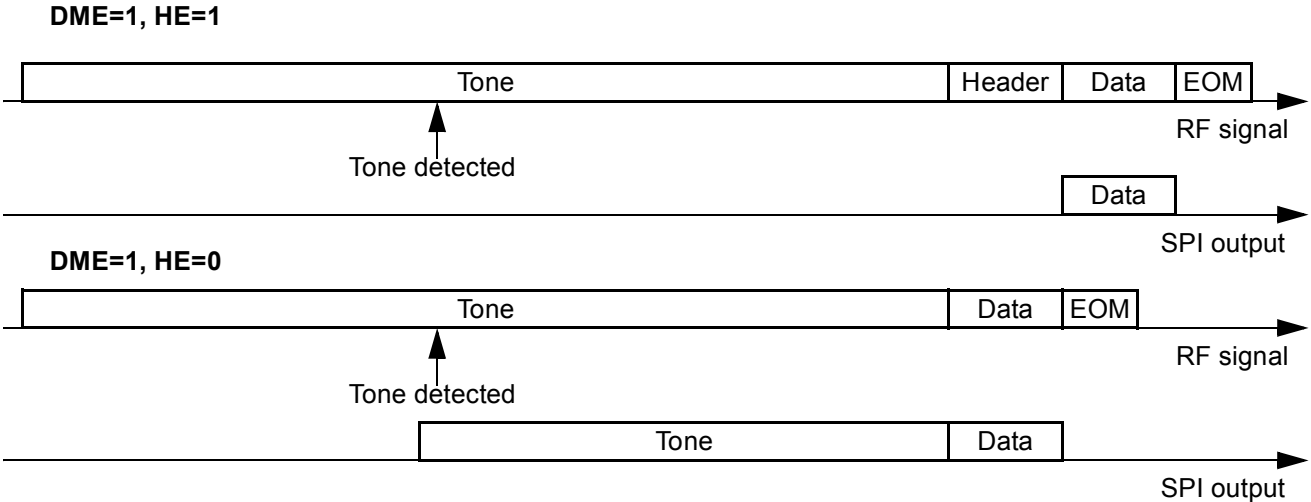 DME=1, HE=1
Tone Header Data EOM
RF signal
Tone detected
Data
SPI output
DME=1, HE=0
Tone Data EOM
RF signal
Tone detected
Tone Data
SPI output